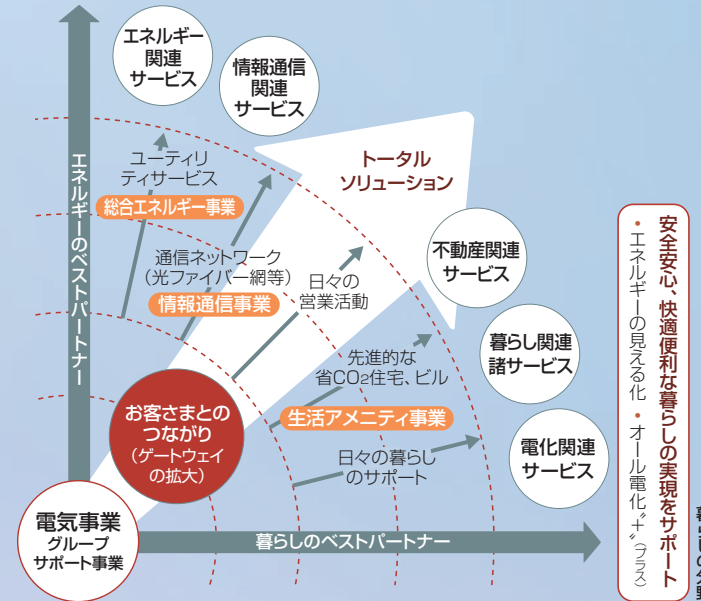 エネルギー
関連
サービス
情報通信
関連
サービス
トータル
ソリューション
ユーティリ
ティサービス
総合エネルギー事業
通信ネットワーク
（光ファイバー網等）
情報通信事業
日々の
営業活動
不動産関連
サービス
先進的な
省CO2住宅、ビル
暮らし関連
諸サービス
生活アメニティ事業
お客さまとの
つながり
（ゲートウェイ
の拡大）
日々の暮らし
のサポート
電化関連
サービス
電気事業
グループ
サポート事業
エネルギーのベストパートナー
暮らしのベストパートナー
安全安心、快適便利な暮らしの実現をサポート
・エネルギーの見える化 ・オール電化〝+〟（プラス）